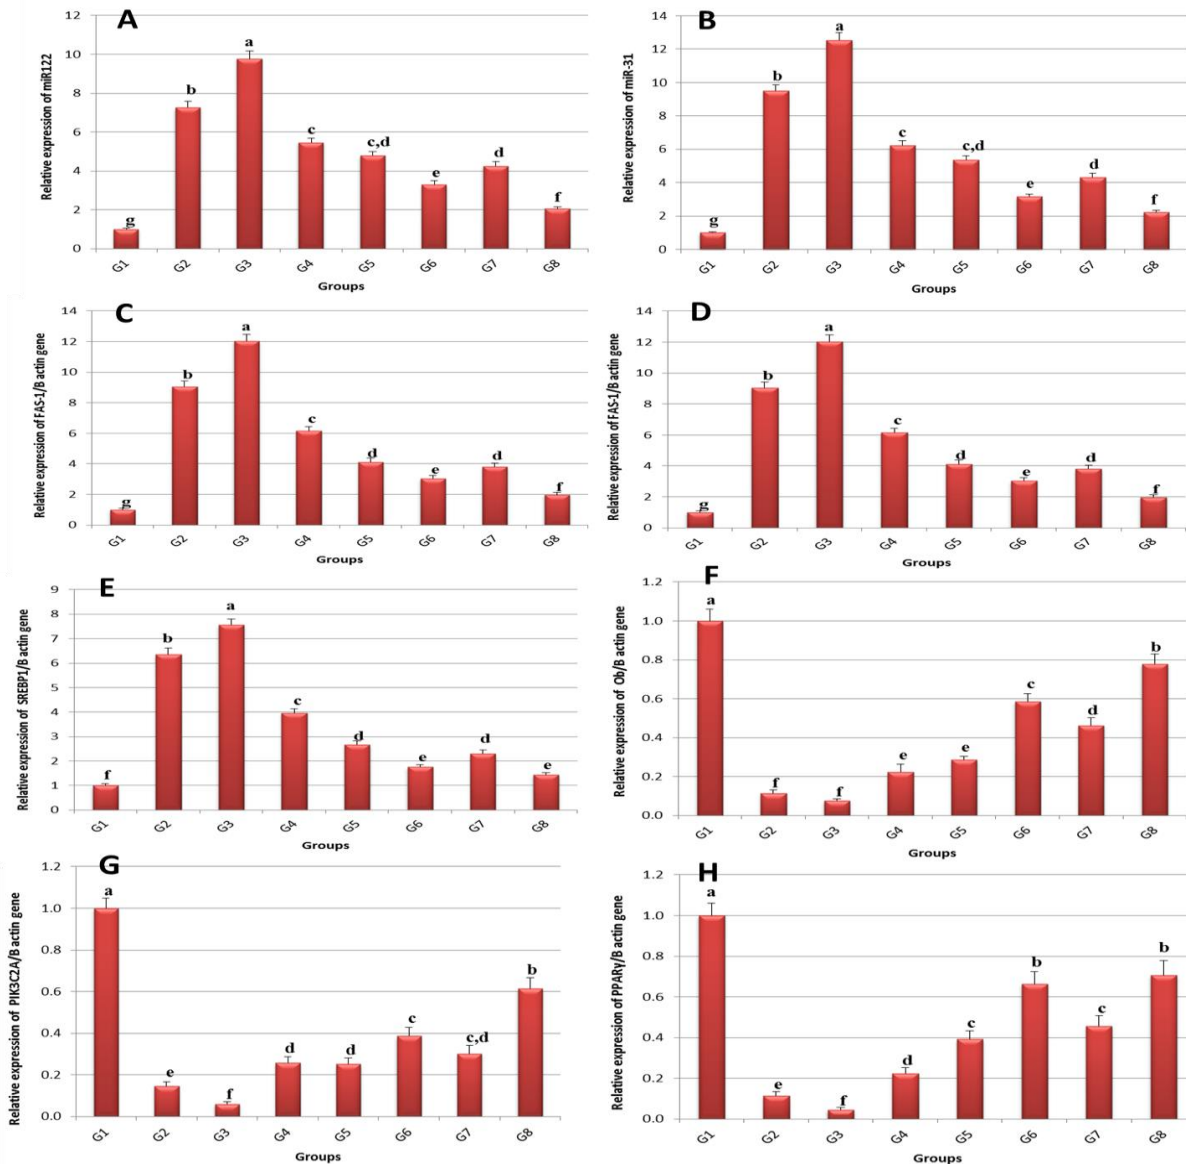 A
Relative expression of miR122
12
10
8
6
4
2
0
g
b
a
c
c,d
e
d
f
G1 G2 G3 G4 G5 G6 G7 G8
Groups
B
Relative expression of miR-31
14
12
10
8
6
4
2
0
g
b
a
c
c,d
e
d
f
G1 G2 G3 G4 G5 G6 G7 G8
Groups
C
Relative expression of FAS-1/B actin gene
14
12
10
8
6
4
2
0
g
b
a
c
d
e
d
f
G1 G2 G3 G4 G5 G6 G7 G8
Groups
D
Relative expression of FAS-1/B actin gene
14
12
10
8
6
4
2
0
g
b
a
c
d
e
d
f
G1 G2 G3 G4 G5 G6 G7 G8
Groups
E
Relative expression of SREBP1/B actin gene
9
8
7
6
5
4
3
2
1
0
f
b
a
c
d
e
d
e
G1 G2 G3 G4 G5 G6 G7 G8
Groups
F
Relative expression of Ob/B actin gene
1.2
1.0
0.8
0.6
0.4
0.2
0.0
a
f
f
e
e
c
d
b
G1 G2 G3 G4 G5 G6 G7 G8
Groups
G
Relative expression of PIK3C2A/B actin gene
1.2
1.0
0.8
0.6
0.4
0.2
0.0
a
e
f
d
d
c
c,d
b
G1 G2 G3 G4 G5 G6 G7 G8
Groups
H
Relative expression of PPARγ/B actin gene
1.2
1.0
0.8
0.6
0.4
0.2
0.0
a
e
f
d
c
b
c
b
G1 G2 G3 G4 G5 G6 G7 G8
Groups